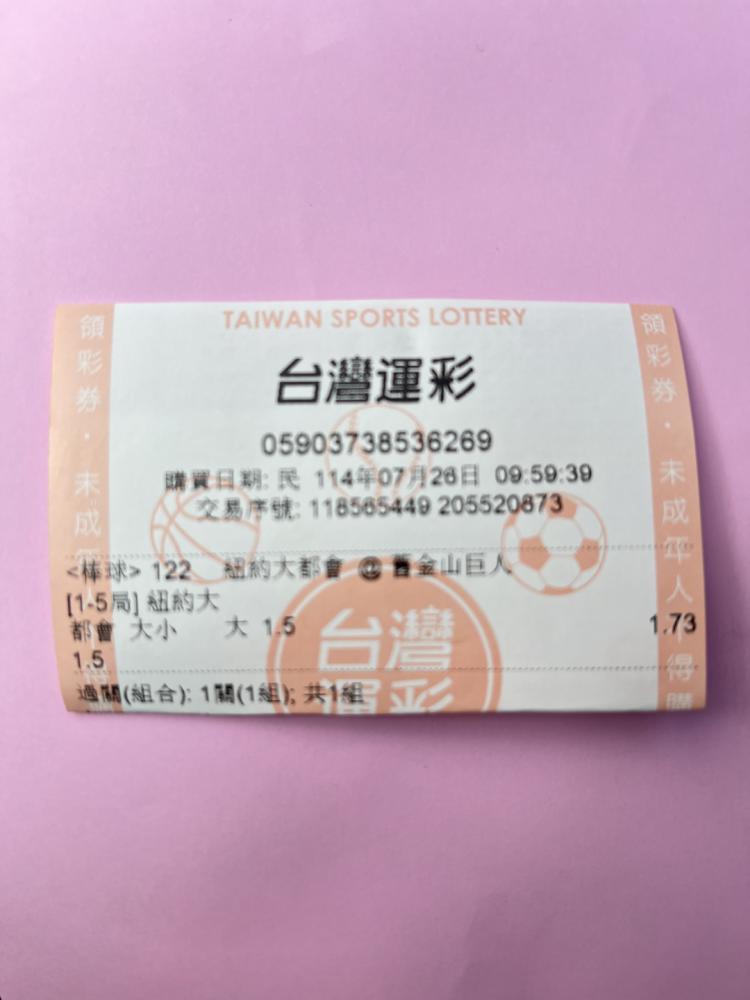 TAIWAN SPORTS LOTTERY
台灣運彩
05903738536269
購買日期: 民 114年07月26日 09:59:39
交易序號: 118565449 205520873
<棒球> 122 紐約大都會 @ 舊金山巨人
[1-5局] 紐約大
都會 大小 大 1.5 1.73
1.5
過關(組合): 1關(1組); 共1組
領彩券・未成年人
領彩券・未成年人不得購
台灣
運彩